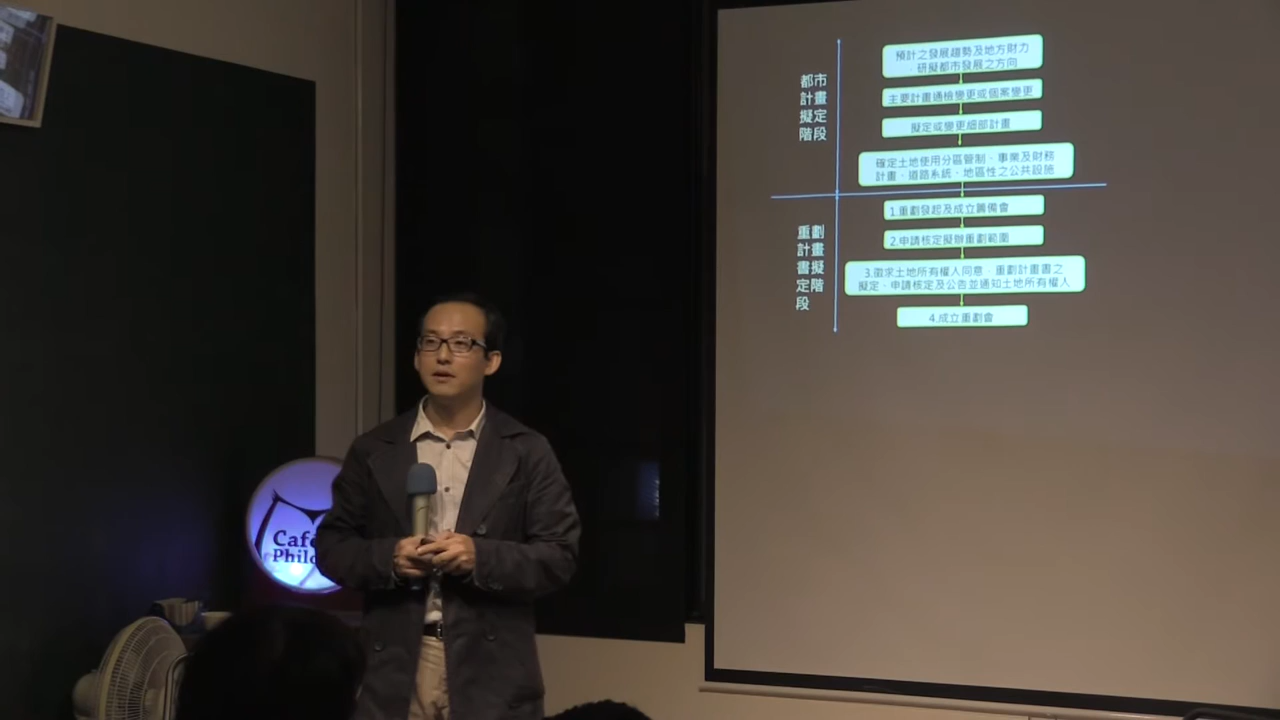 都市
計畫
擬定
階段
預計之發展趨勢及地方財力
，研擬都市發展之方向
主要計畫通檢變更或個案變更
擬定或變更細部計畫
確定土地使用分區管制、事業及財務
計畫、道路系統、地區性之公共設施
重劃
計畫
書擬
定階
段
1.重劃發起及成立籌備會
2.申請核定擬辦重劃範圍
3.徵求土地所有權人同意、重劃計畫書之
擬定、申請核定及公告並通知土地所有權人
4.成立重劃會
Café
Philo